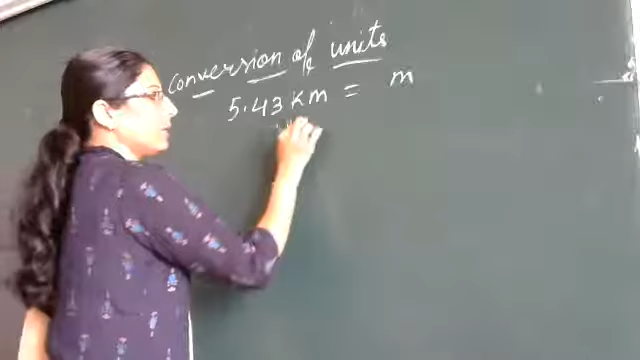 Conversion of units
5.43 Km = m